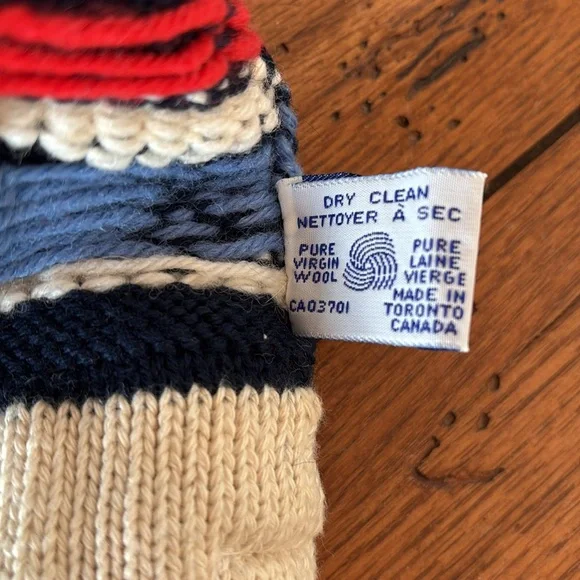 DRY CLEAN
NETTOYER À SEC
PURE
VIRGIN
WOOL
PURE
LAINE
VIERGE
CA03701
MADE IN
TORONTO
CANADA